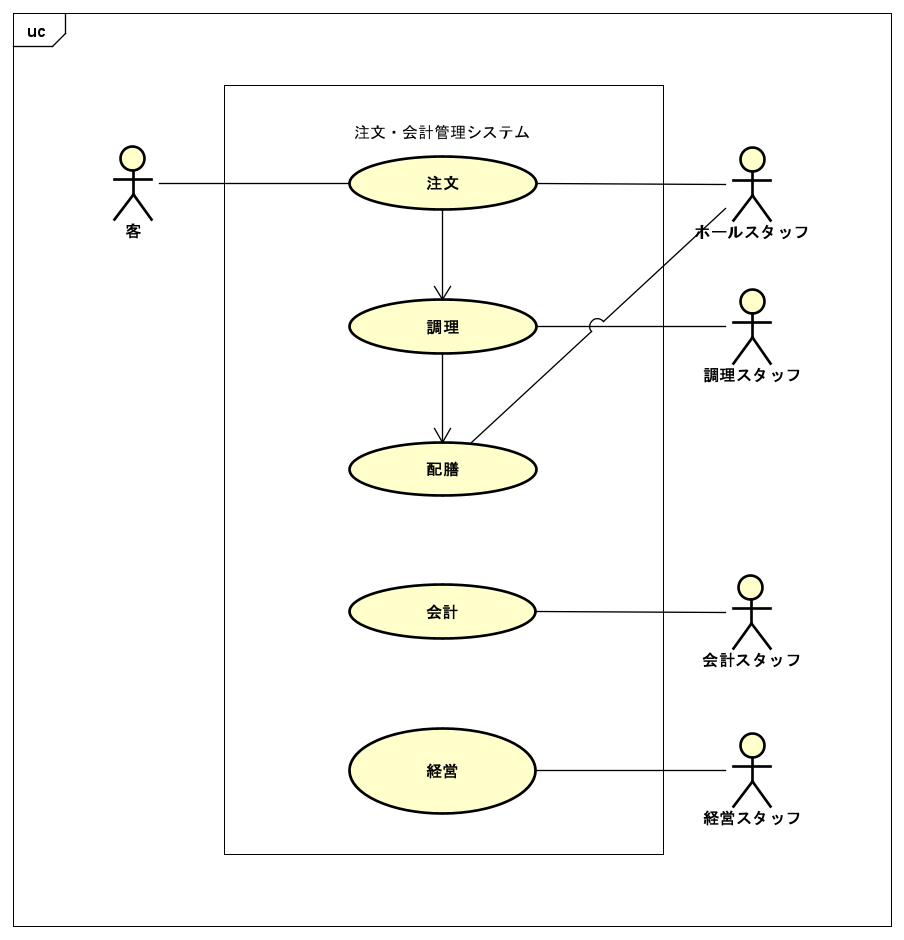 uc
注文・会計管理システム
注文
客
ホールスタッフ
調理
調理スタッフ
配膳
会計
会計スタッフ
経営
経営スタッフ